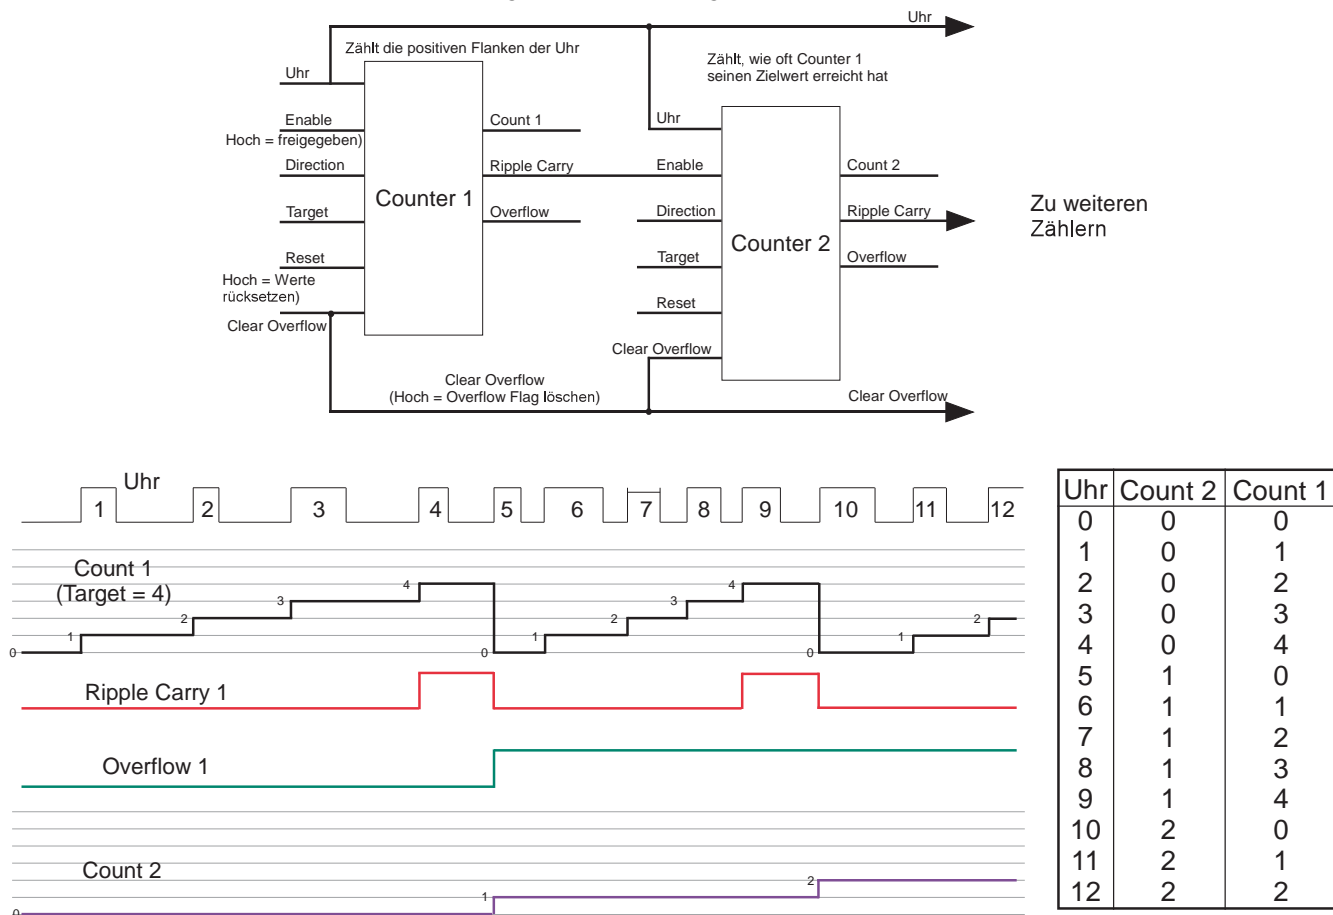 Uhr
Zählt die positiven Flanken der Uhr
Zählt, wie oft Counter 1
seinen Zielwert erreicht hat
Uhr
Enable
Hoch = freigegeben)
Direction
Target
Reset
Hoch = Werte
rücksetzen)
Clear Overflow
Counter 1
Count 1
Ripple Carry
Overflow
Uhr
Enable
Direction
Target
Reset
Clear Overflow
Counter 2
Count 2
Ripple Carry
Overflow
Zu weiteren
Zählern
Clear Overflow
(Hoch = Overflow Flag löschen)
Clear Overflow
Uhr
1 2 3 4 5 6 7 8 9 10 11 12
Count 1
(Target = 4)
0 1 2 3 4 0 1 2 3 4 0 1 2
Ripple Carry 1
Overflow 1
Count 2
0 1 2
Uhr Count 2 Count 1
0 0 0
1 0 1
2 0 2
3 0 3
4 0 4
5 1 0
6 1 1
7 1 2
8 1 3
9 1 4
10 2 0
11 2 1
12 2 2